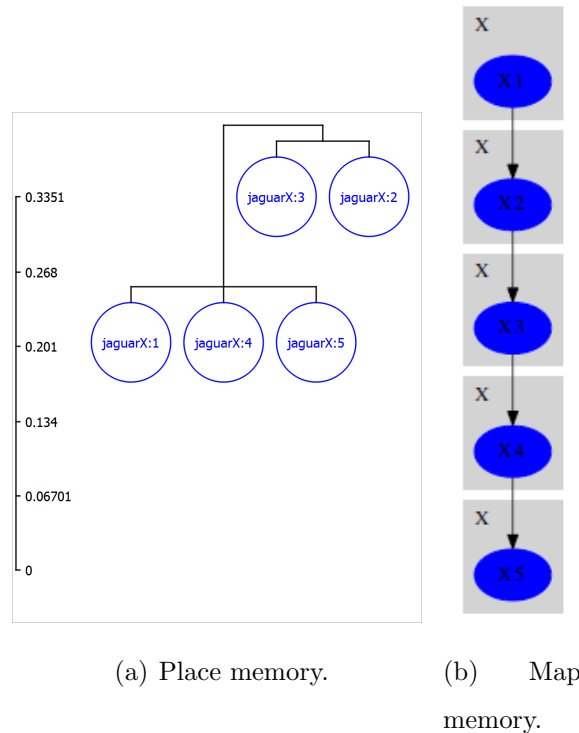 X
X1
X
X2
X
X3
X
X4
X
X5
0.3351
0.268
0.201
0.134
0.06701
0
jaguarX:3
jaguarX:2
jaguarX:1
jaguarX:4
jaguarX:5
(a) Place memory.
(b) Map
memory.